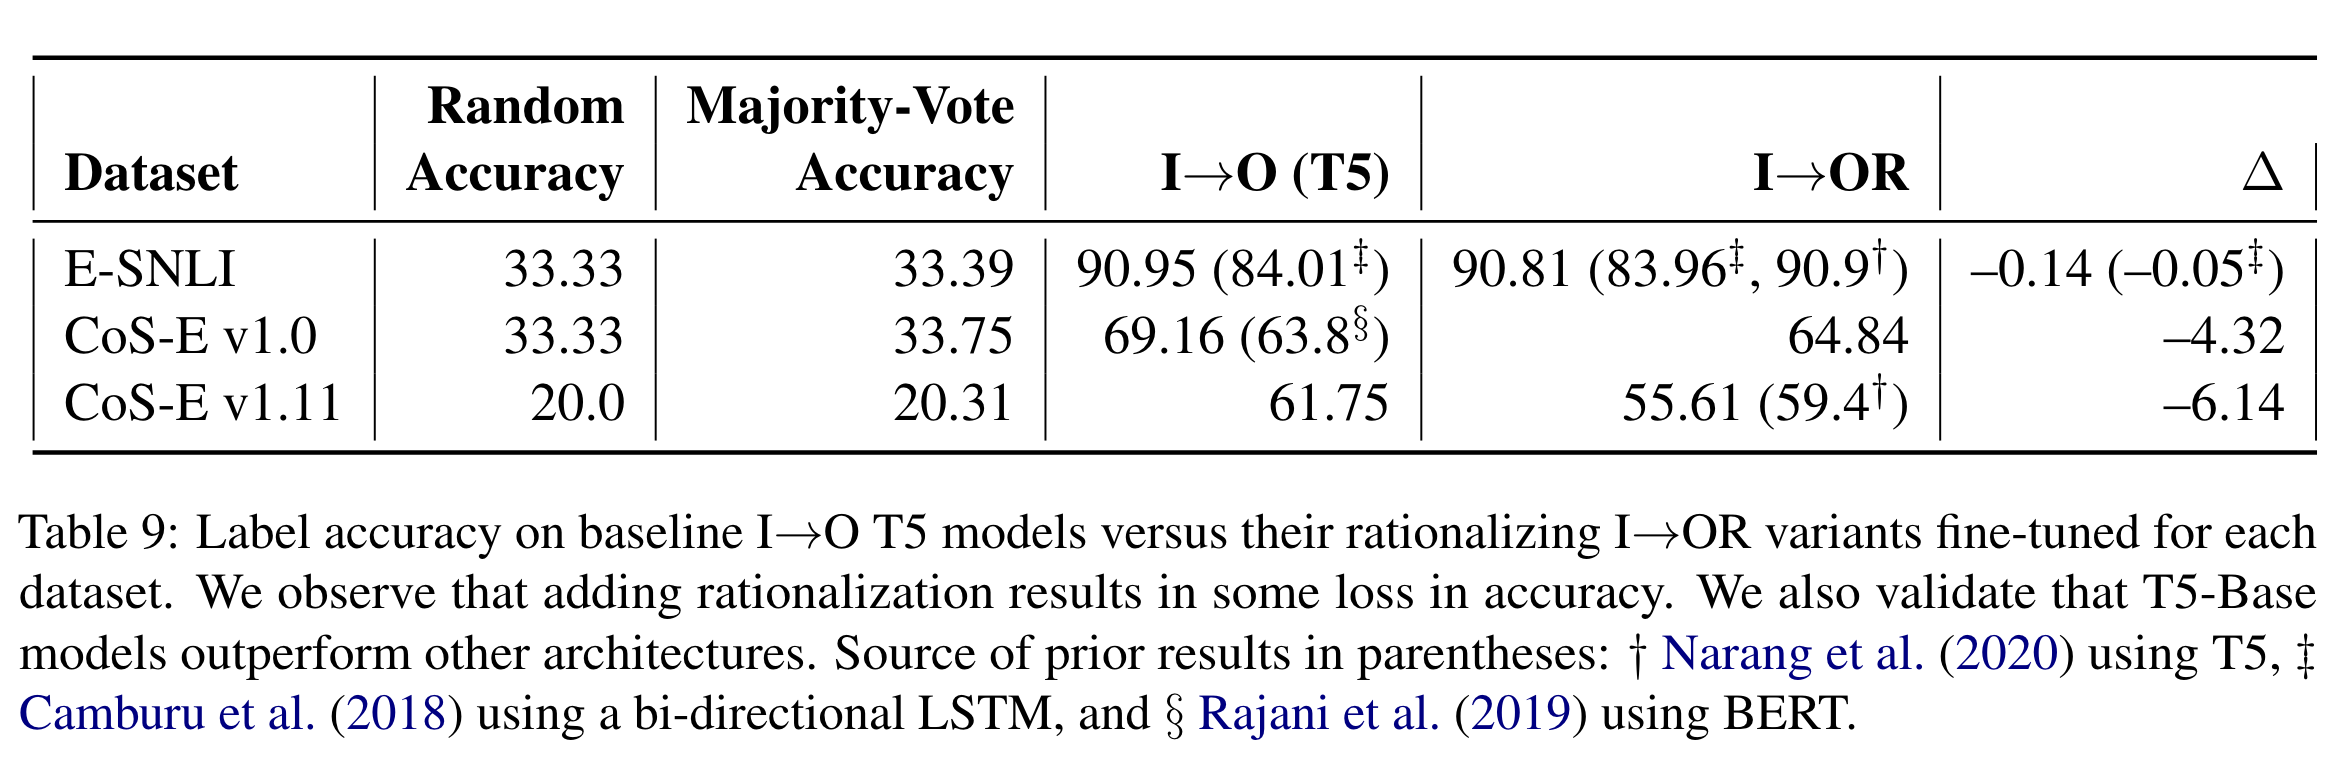 Random Majority-Vote
Dataset Accuracy Accuracy I→O (T5) I→OR Δ
E-SNLI 33.33 33.39 90.95 (84.01‡) 90.81 (83.96‡, 90.9†) –0.14 (–0.05‡)
CoS-E v1.0 33.33 33.75 69.16 (63.8§) 64.84 –4.32
CoS-E v1.11 20.0 20.31 61.75 55.61 (59.4†) –6.14
Table 9: Label accuracy on baseline I→O T5 models versus their rationalizing I→OR variants fine-tuned for each
dataset. We observe that adding rationalization results in some loss in accuracy. We also validate that T5-Base
models outperform other architectures. Source of prior results in parentheses: † Narang et al. (2020) using T5, ‡
Camburu et al. (2018) using a bi-directional LSTM, and § Rajani et al. (2019) using BERT.